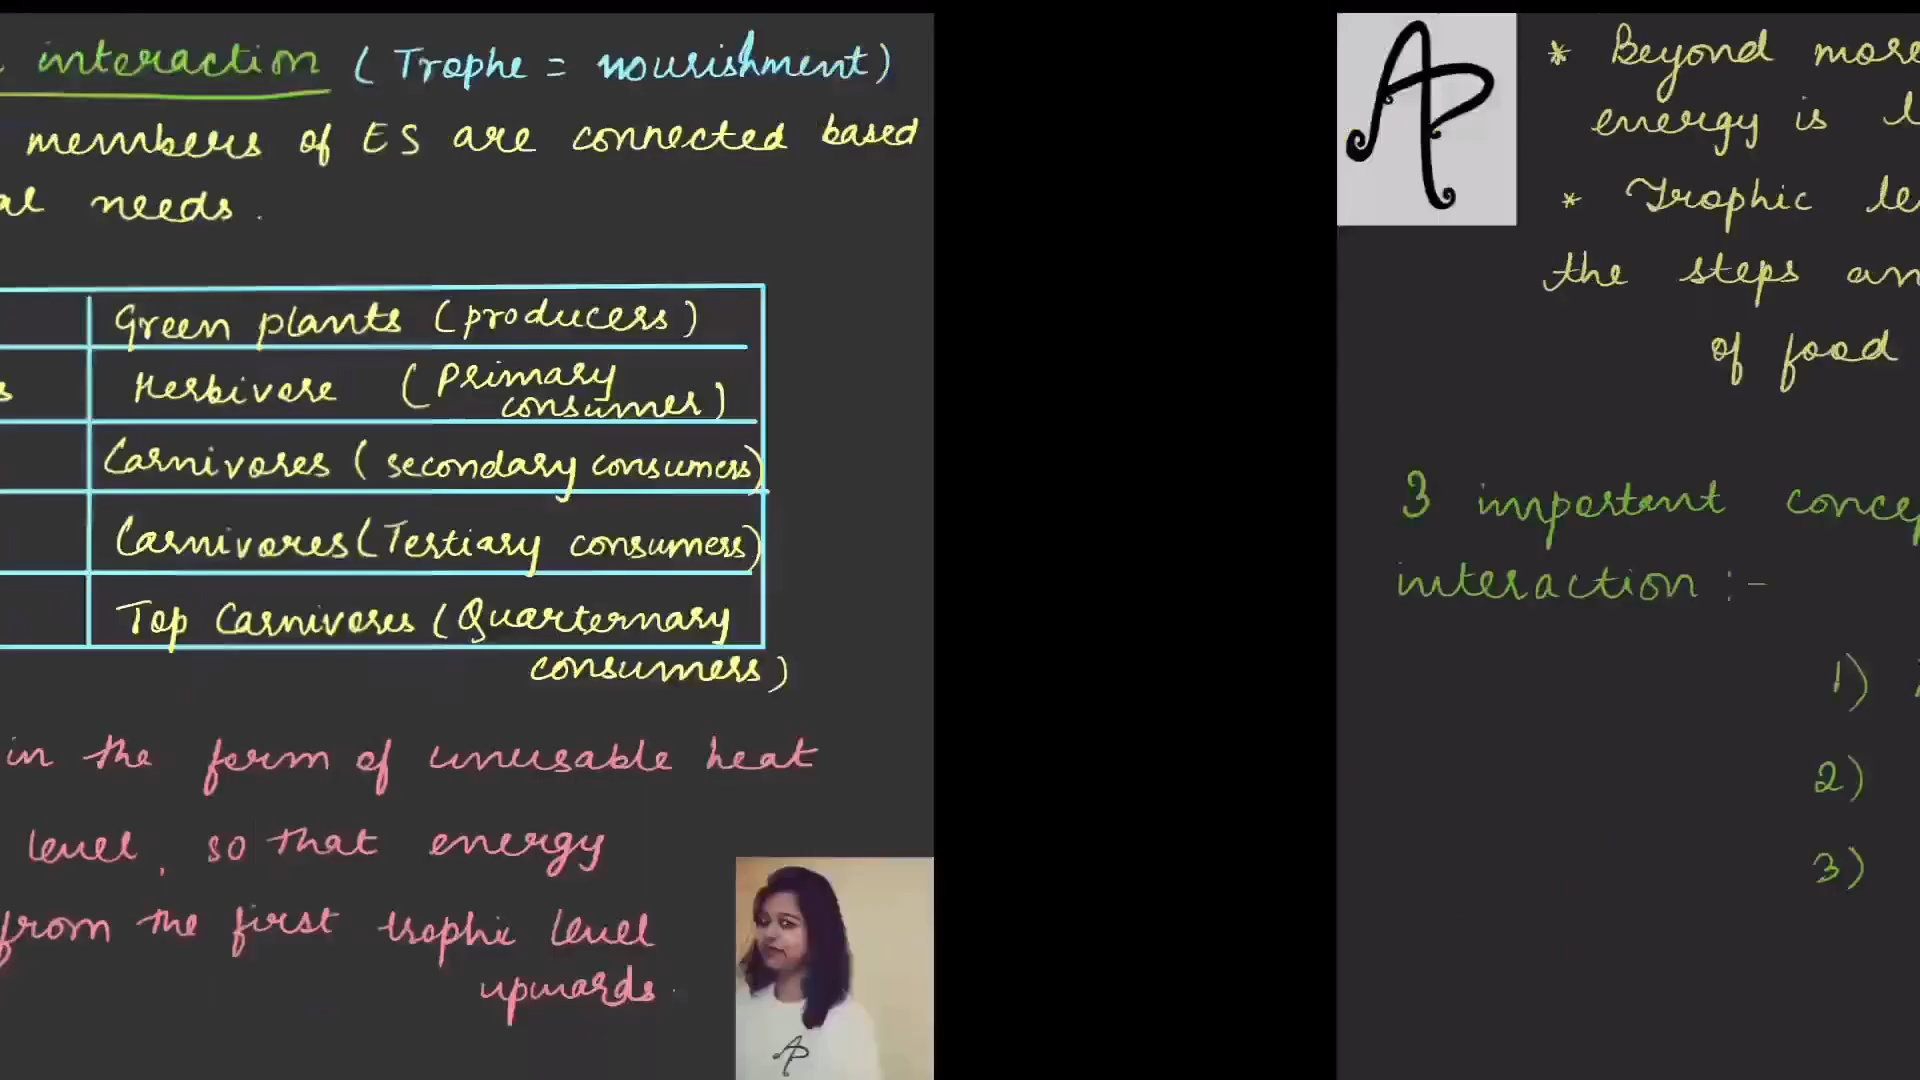 interaction (Trophe = nourishment)
members of ES are connected based
al needs.
Green plants (producers)
s Herbivore (Primary
consumer)
Carnivores (secondary consumers)
Carnivores (Tertiary consumers)
Top Carnivores (Quarternary
consumers)
in the form of unusable heat
level, so that energy
from the first trophic level
upwards.
AP
AP
* Beyond more
energy is
* Trophic le
the steps an
of food
3 important concep
interaction :-
1)
2)
3)